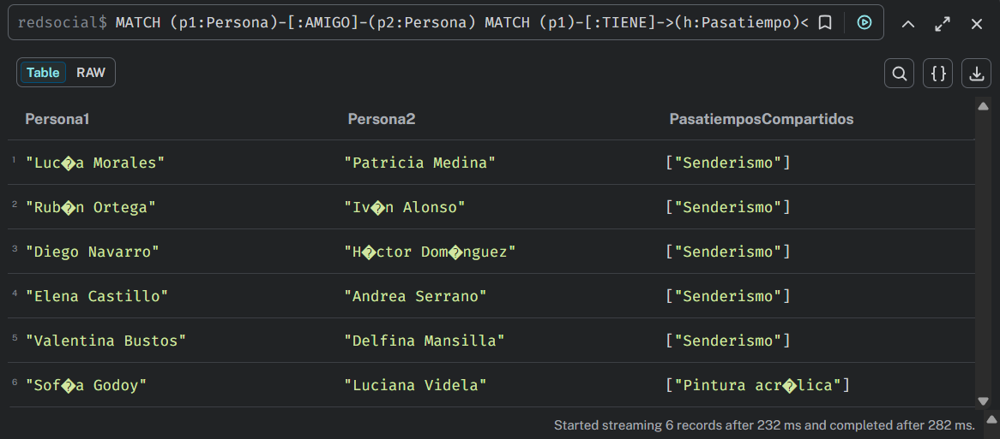 redsocial$ MATCH (p1:Persona)-[:AMIGO]-(p2:Persona) MATCH (p1)-[:TIENE]->(h:Pasatiempo)<
Table RAW
Persona1 Persona2 PasatiemposCompartidos
1 "Luc�a Morales" "Patricia Medina" ["Senderismo"]
2 "Rub�n Ortega" "Iv�n Alonso" ["Senderismo"]
3 "Diego Navarro" "H�ctor Dom�nguez" ["Senderismo"]
4 "Elena Castillo" "Andrea Serrano" ["Senderismo"]
5 "Valentina Bustos" "Delfina Mansilla" ["Senderismo"]
6 "Sof�a Godoy" "Luciana Videla" ["Pintura acr�lica"]
Started streaming 6 records after 232 ms and completed after 282 ms.